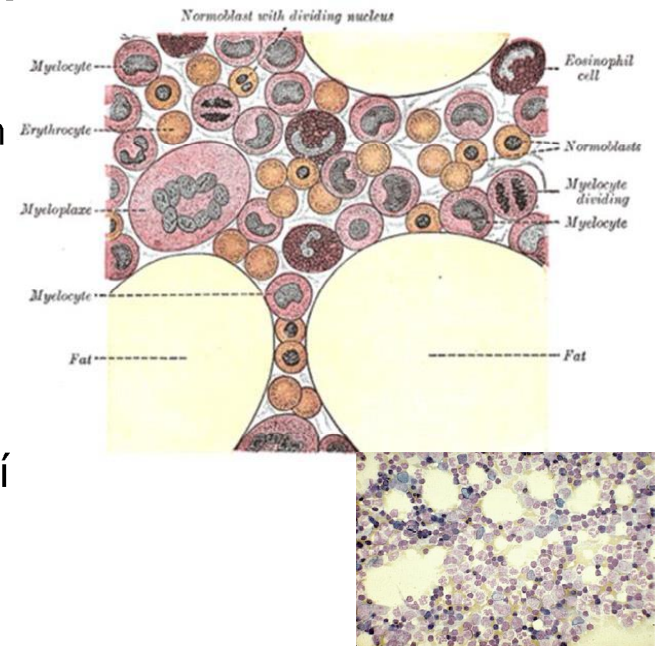 Normoblast with dividing nucleus
Myelocyte
Eosinophil
cell
Erythrocyte
Normoblasts
Myelocyte
dividing
Myeloplaxe
Myelocyte
Myelocyte
Fat
Fat
í